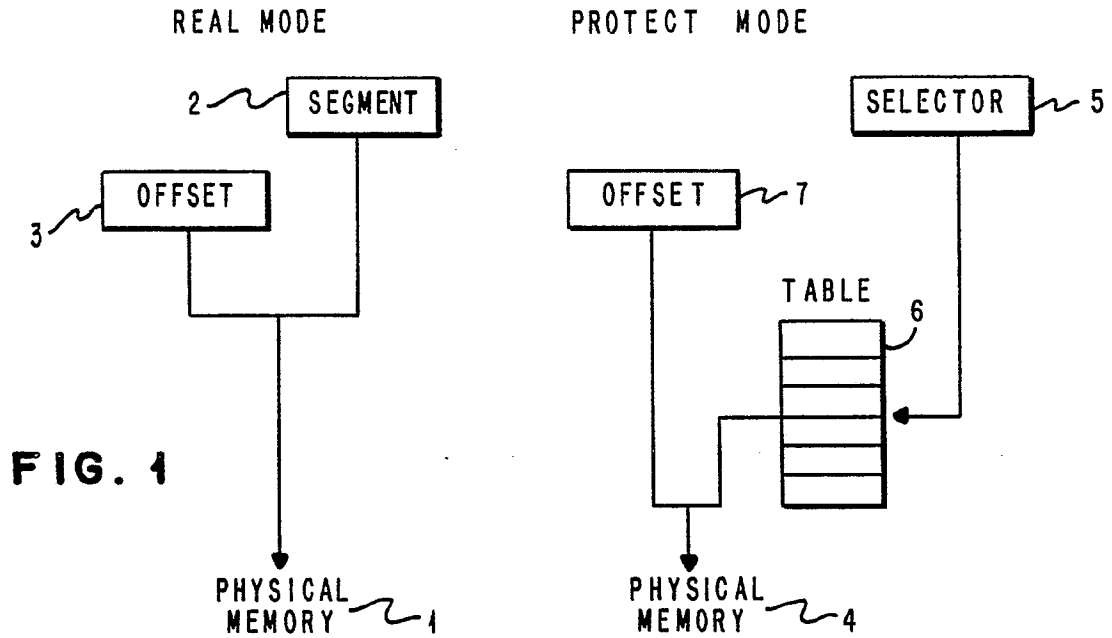 REAL MODE
PROTECT MODE
2
SEGMENT
SELECTOR
5
OFFSET
3
OFFSET
7
TABLE
6
FIG. 1
PHYSICAL
MEMORY
1
PHYSICAL
MEMORY
4